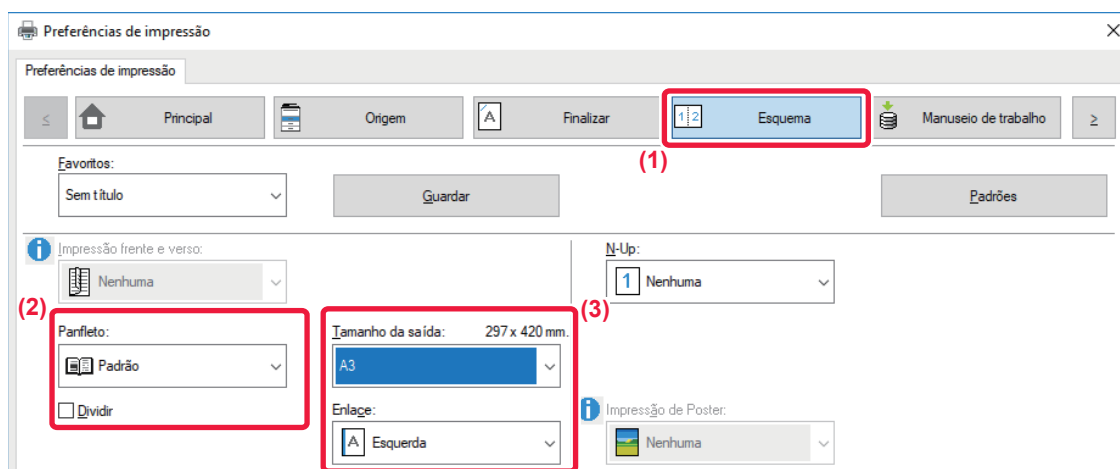 Preferências de impressão
Preferências de impressão
Principal
Origem
Finalizar
Esquema
Manuseio de trabalho
(1)
Favoritos:
Sem título
Guardar
Padrões
Impressão frente e verso:
Nenhuma
N-Up:
1 Nenhuma
(2)
(3)
Panfleto:
Padrão
Dividir
Tamanho da saída: 297 x 420 mm.
A3
Enlace:
Esquerda
Impressão de Poster:
Nenhuma